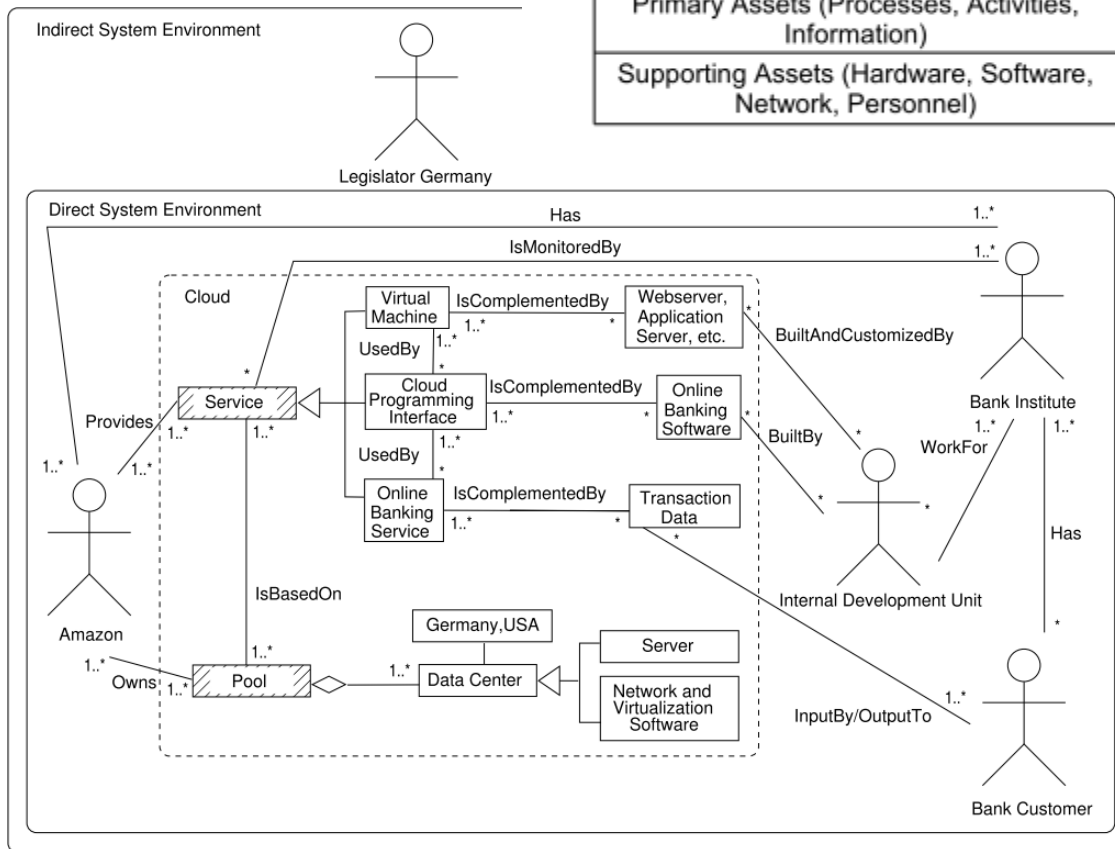 Primary Assets (Processes, Activities,
Information)
Supporting Assets (Hardware, Software,
Network, Personnel)
Indirect System Environment
Legislator Germany
Direct System Environment
Has
1..*
IsMonitoredBy
1..*
Cloud
Virtual
Machine
IsComplementedBy
1..*
*
Webserver,
Application
Server, etc.
*
BuiltAndCustomizedBy
UsedBy
1..*
*
*
Service
Cloud
Programming
Interface
IsComplementedBy
1..*
*
Online
Banking
Software
*
Bank Institute
Provides
1..*
1..*
1..*
BuiltBy
*
WorkFor
1..*
1..*
1..*
1..*
UsedBy
*
Online
Banking
Service
IsComplementedBy
1..*
*
Transaction
Data
*
*
*
Has
IsBasedOn
Internal Development Unit
Amazon
Germany,USA
Server
*
1..*
Owns
1..*
1..*
Pool
1..*
Data Center
Network and
Virtualization
Software
InputBy/OutputTo
1..*
Bank Customer